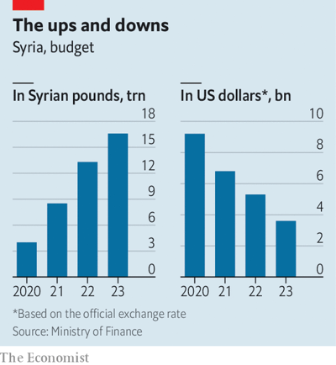 The ups and downs
Syria, budget
In Syrian pounds, trn
18
15
12
9
6
3
0
2020 21 22 23
In US dollars*, bn
10
8
6
4
2
0
2020 21 22 23
*Based on the official exchange rate
Source: Ministry of Finance
The Economist